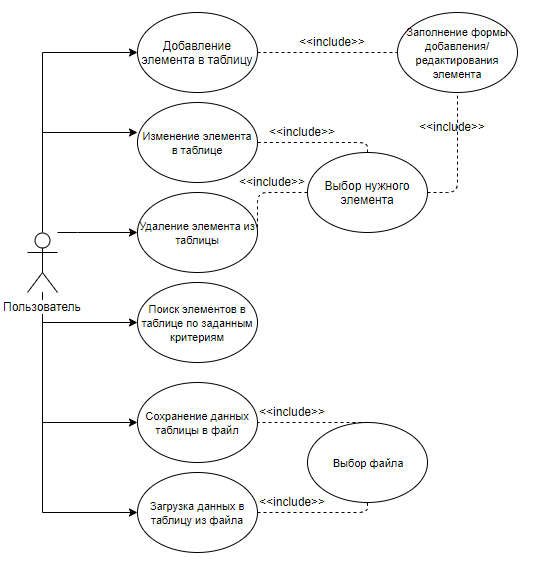 Добавление
элемента в таблицу
<<include>>
Заполнение формы
добавления/
редактирования
элемента
Изменение элемента
в таблице
<<include>>
<<include>>
Выбор нужного
элемента
<<include>>
Удаление элемента из
таблицы
Пользователь
Поиск элементов в
таблице по заданным
критериям
Сохранение данных
таблицы в файл
<<include>>
Выбор файла
Загрузка данных в
таблицу из файла
<<include>>